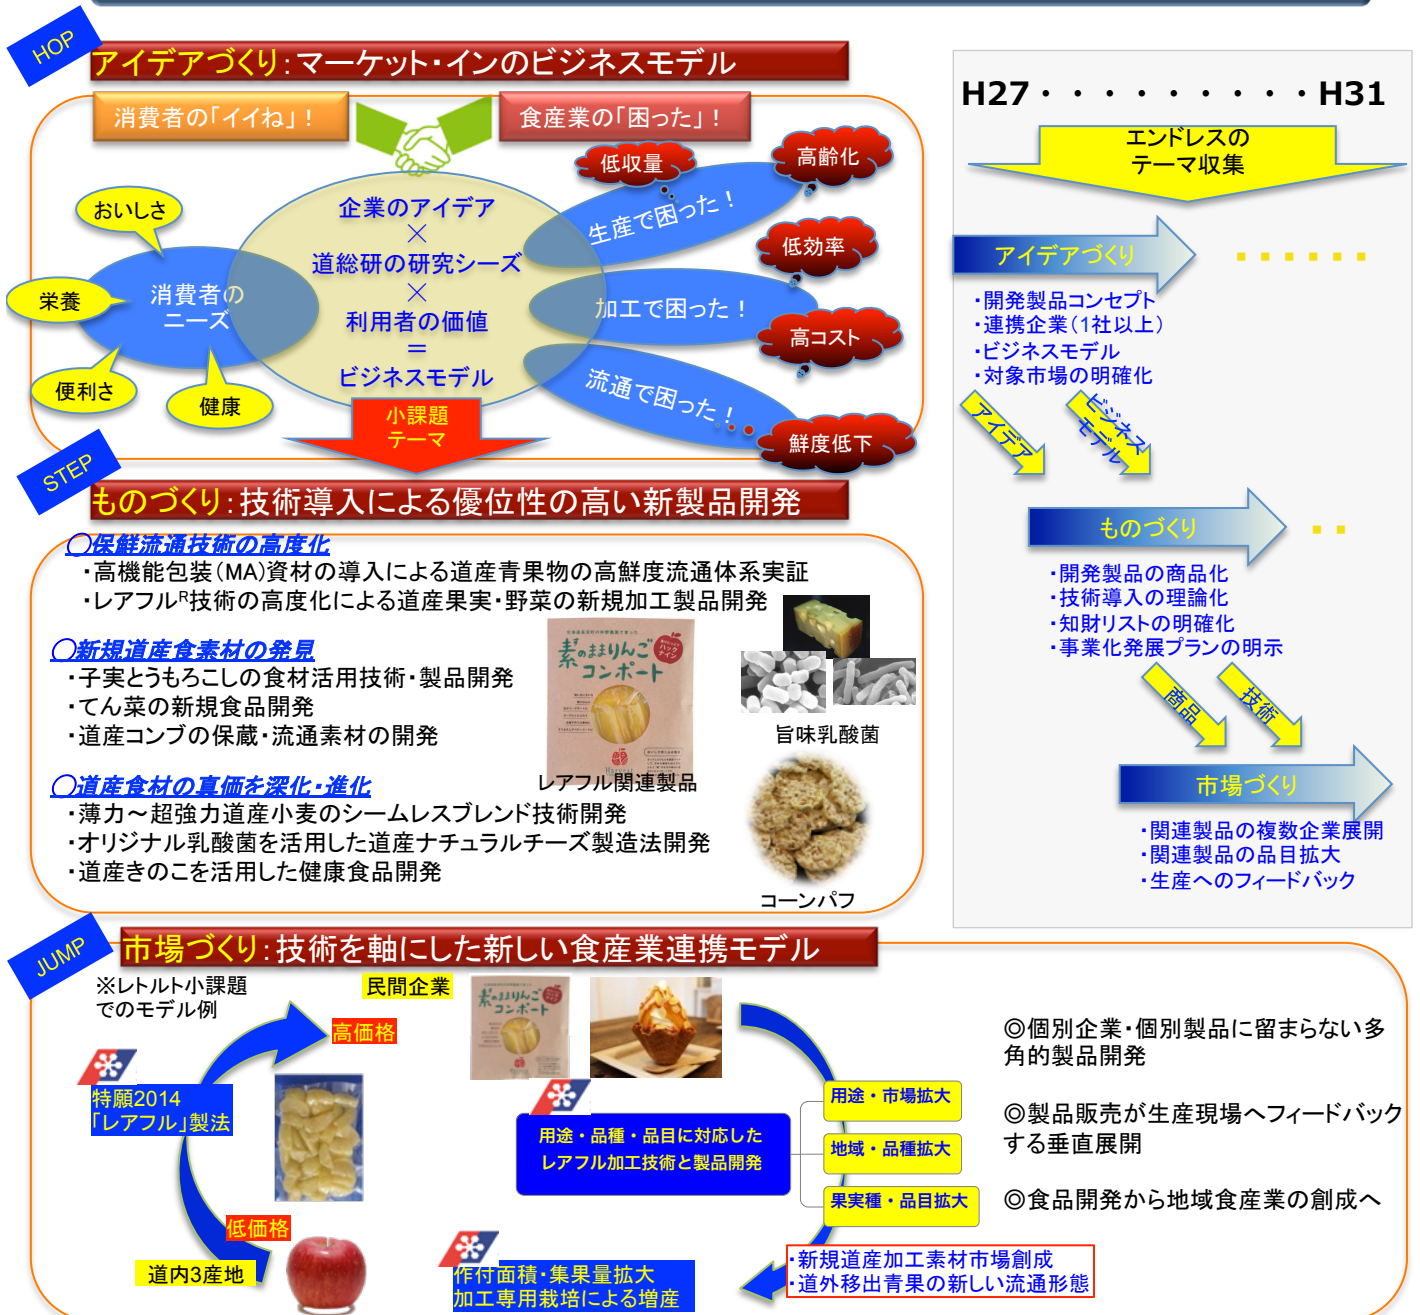 HOP
アイデアづくり：マーケット・インのビジネスモデル
消費者の「イイね」！
食産業の「困った」！
低収量
高齢化
おいしさ
企業のアイデア
×
道総研の研究シーズ
×
利用者の価値
＝
ビジネスモデル
生産で困った！
低効率
栄養
消費者の
ニーズ
加工で困った！
高コスト
便利さ
健康
流通で困った！
鮮度低下
小課題
テーマ
STEP
ものづくり：技術導入による優位性の高い新製品開発
○保鮮流通技術の高度化
・高機能包装（MA）資材の導入による道産青果物の高鮮度流通体系実証
・レアフルR技術の高度化による道産果実・野菜の新規加工製品開発
○新規道産食素材の発見
・子実とうもろこしの食材活用技術・製品開発
・てん菜の新規食品開発
・道産コンブの保蔵・流通素材の開発
素のままりんご
コンポート
ハックナイン
レアフル関連製品
旨味乳酸菌
○道産食材の真価を深化・進化
・薄力～超強力道産小麦のシームレスブレンド技術開発
・オリジナル乳酸菌を活用した道産ナチュラルチーズ製造法開発
・道産きのこを活用した健康食品開発
コーンパフ
H27・・・・・・・・・H31
エンドレスの
テーマ収集
アイデアづくり
・開発製品コンセプト
・連携企業（1社以上）
・ビジネスモデル
・対象市場の明確化
アイデア
ビジネス
モデル
ものづくり
・開発製品の商品化
・技術導入の理論化
・知財リストの明確化
・事業化発展プランの明示
商品
技術
市場づくり
・関連製品の複数企業展開
・関連製品の品目拡大
・生産へのフィードバック
JUMP
市場づくり：技術を軸にした新しい食産業連携モデル
※レトルト小課題
でのモデル例
民間企業
高価格
素のままりんご
コンポート
特願2014
「レアフル」製法
低価格
道内3産地
用途・品種・品目に対応した
レアフル加工技術と製品開発
用途・市場拡大
地域・品種拡大
果実種・品目拡大
・新規道産加工素材市場創成
・道外移出青果の新しい流通形態
作付面積・集果量拡大
加工専用栽培による増産
◎個別企業・個別製品に留まらない多
角的製品開発
◎製品販売が生産現場へフィードバック
する垂直展開
◎食品開発から地域食産業の創成へ